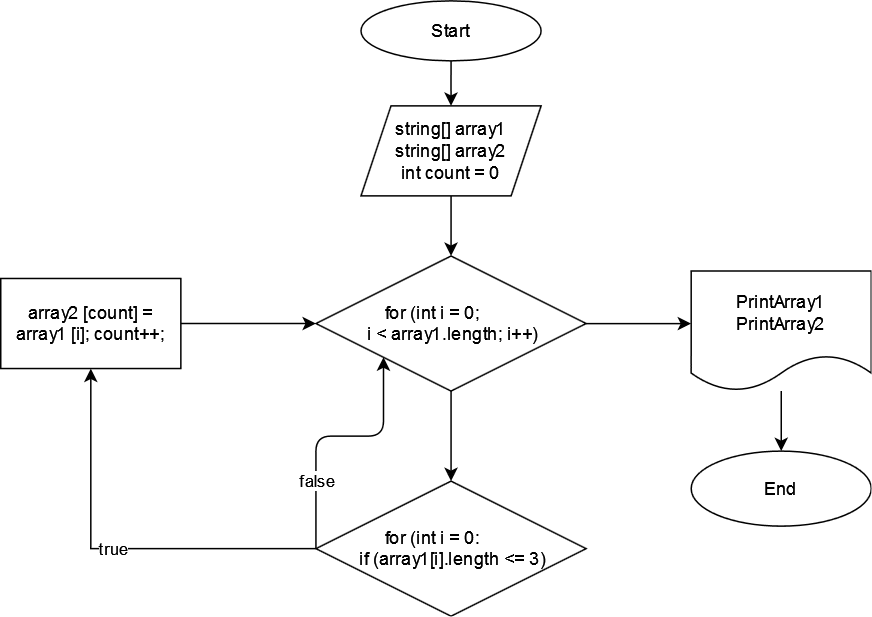 Start
string[] array1
string[] array2
int count = 0
for (int i = 0;
i < array1.length; i++)
array2 [count] =
array1 [i]; count++;
PrintArray1
PrintArray2
false
true
for (int i = 0:
if (array1[i].length <= 3)
End